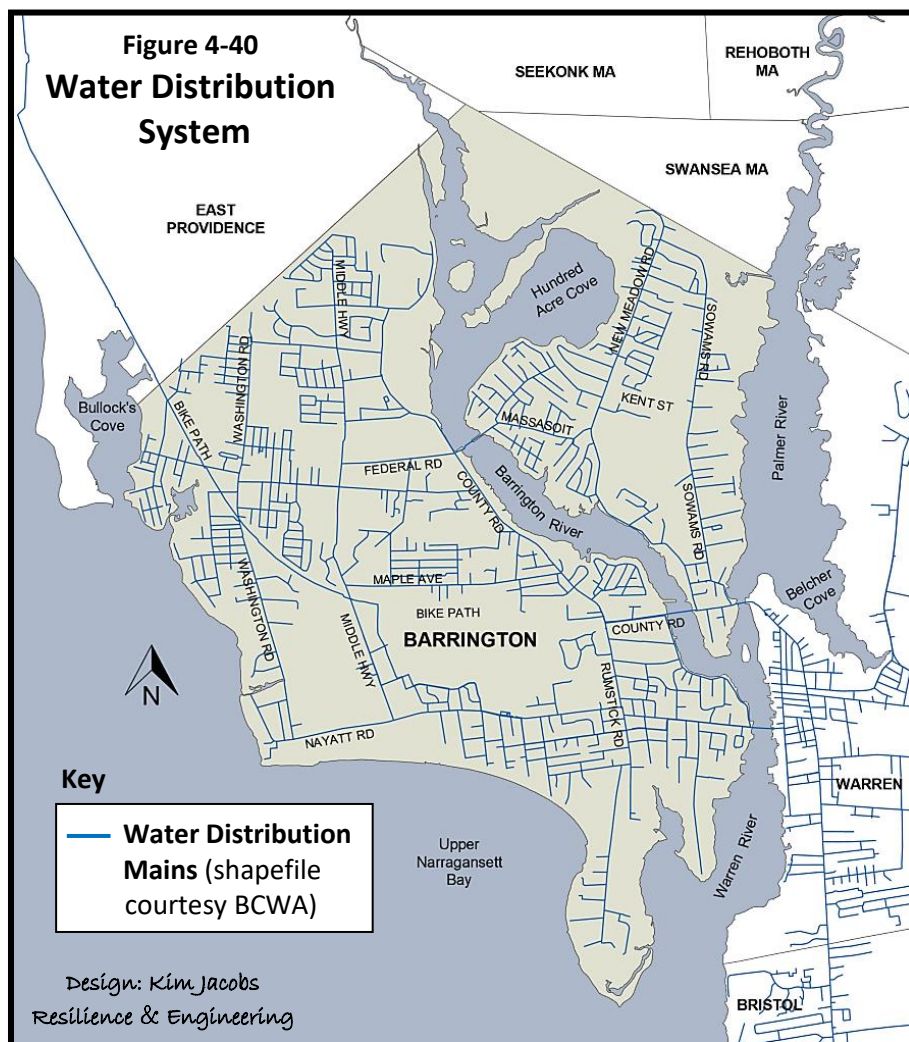 Figure 4-40
Water Distribution
System
SEEKONK MA
REHOBOTH
MA
SWANSEA MA
EAST
PROVIDENCE
Hundred
Acre Cove
MIDDLE HWY
NEW MEADOW RD
SOWAMS RD
WASHINGTON RD
Bullock's
Cove
BIKE PATH
KENT ST
MASSASOIT
Palmer River
FEDERAL RD
COUNTY RD
Barrington River
SOWAMS RD
WASHINGTON RD
MAPLE AVE
Belcher
Cove
BIKE PATH
MIDDLE HWY
BARRINGTON
COUNTY RD
N
RUMSTICK RD
NAYATT RD
Key
WARREN
Water Distribution
Mains (shapefile
courtesy BCWA)
Upper
Narragansett
Bay
Warren River
Design: Kim Jacobs
Resilience & Engineering
BRISTOL